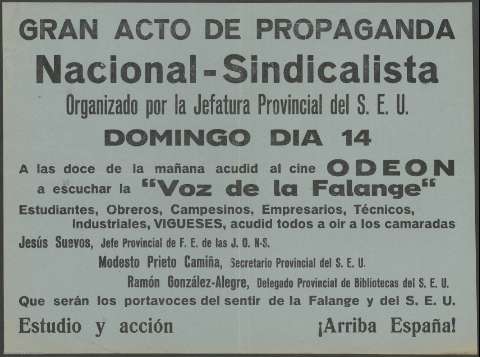 GRAN ACTO DE PROPAGANDA
Nacional-Sindicalista
Organizado por la Jefatura Provincial del S. E. U.
DOMINGO DIA 14
A las doce de la mañana acudid al cine ODEON
a escuchar la "Voz de la Falange"
Estudiantes, Obreros, Campesinos, Empresarios, Técnicos,
Industriales, VIGUESES, acudid todos a oir a los camaradas
Jesús Suevos, Jefe Provincial de F. E. de las J. O. N-S.
Modesto Prieto Camiña, Secretario Provincial del S. E. U.
Ramón González-Alegre, Delegado Provincial de Bibliotecas del S. E. U.
Que serán los portavoces del sentir de la Falange y del S. E. U.
Estudio y acción ¡Arriba España!